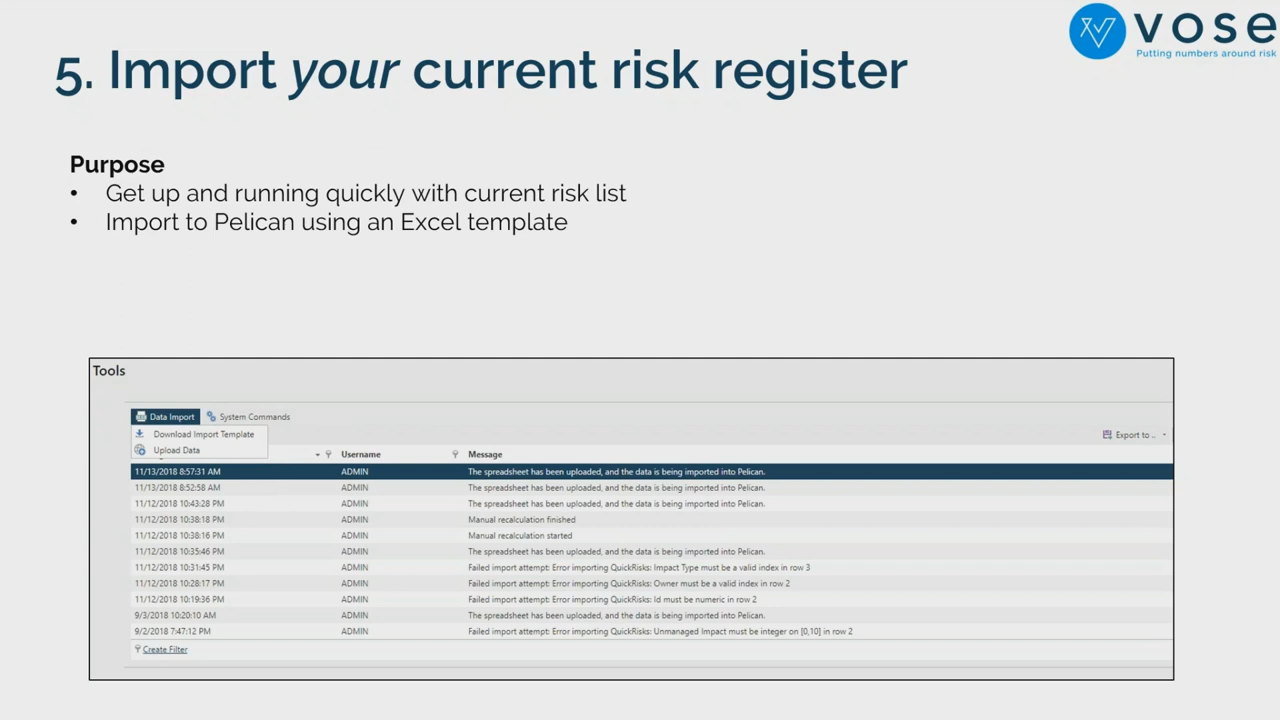 vose
Putting numbers around risk
5. Import your current risk register
Purpose
• Get up and running quickly with current risk list
• Import to Pelican using an Excel template
Tools
Data Import System Commands
Download Import Template
Export to ..
Upload Data
Username Message
11/13/2018 8:57:31 AM ADMIN The spreadsheet has been uploaded, and the data is being imported into Pelican.
11/13/2018 8:52:58 AM ADMIN The spreadsheet has been uploaded, and the data is being imported into Pelican.
11/12/2018 10:43:28 PM ADMIN The spreadsheet has been uploaded, and the data is being imported into Pelican.
11/12/2018 10:38:18 PM ADMIN Manual recalculation finished
11/12/2018 10:38:16 PM ADMIN Manual recalculation started
11/12/2018 10:35:46 PM ADMIN The spreadsheet has been uploaded, and the data is being imported into Pelican.
11/12/2018 10:31:45 PM ADMIN Failed import attempt: Error importing QuickRisks: Impact Type must be a valid index in row 3
11/12/2018 10:28:17 PM ADMIN Failed import attempt: Error importing QuickRisks: Owner must be a valid index in row 2
11/12/2018 10:19:36 PM ADMIN Failed import attempt: Error importing QuickRisks: Id must be numeric in row 2
9/3/2018 10:20:10 AM ADMIN The spreadsheet has been uploaded, and the data is being imported into Pelican.
9/2/2018 7:47:12 PM ADMIN Failed import attempt: Error importing QuickRisks: Unmanaged Impact must be integer on [0,10] in row 2
Create Filter